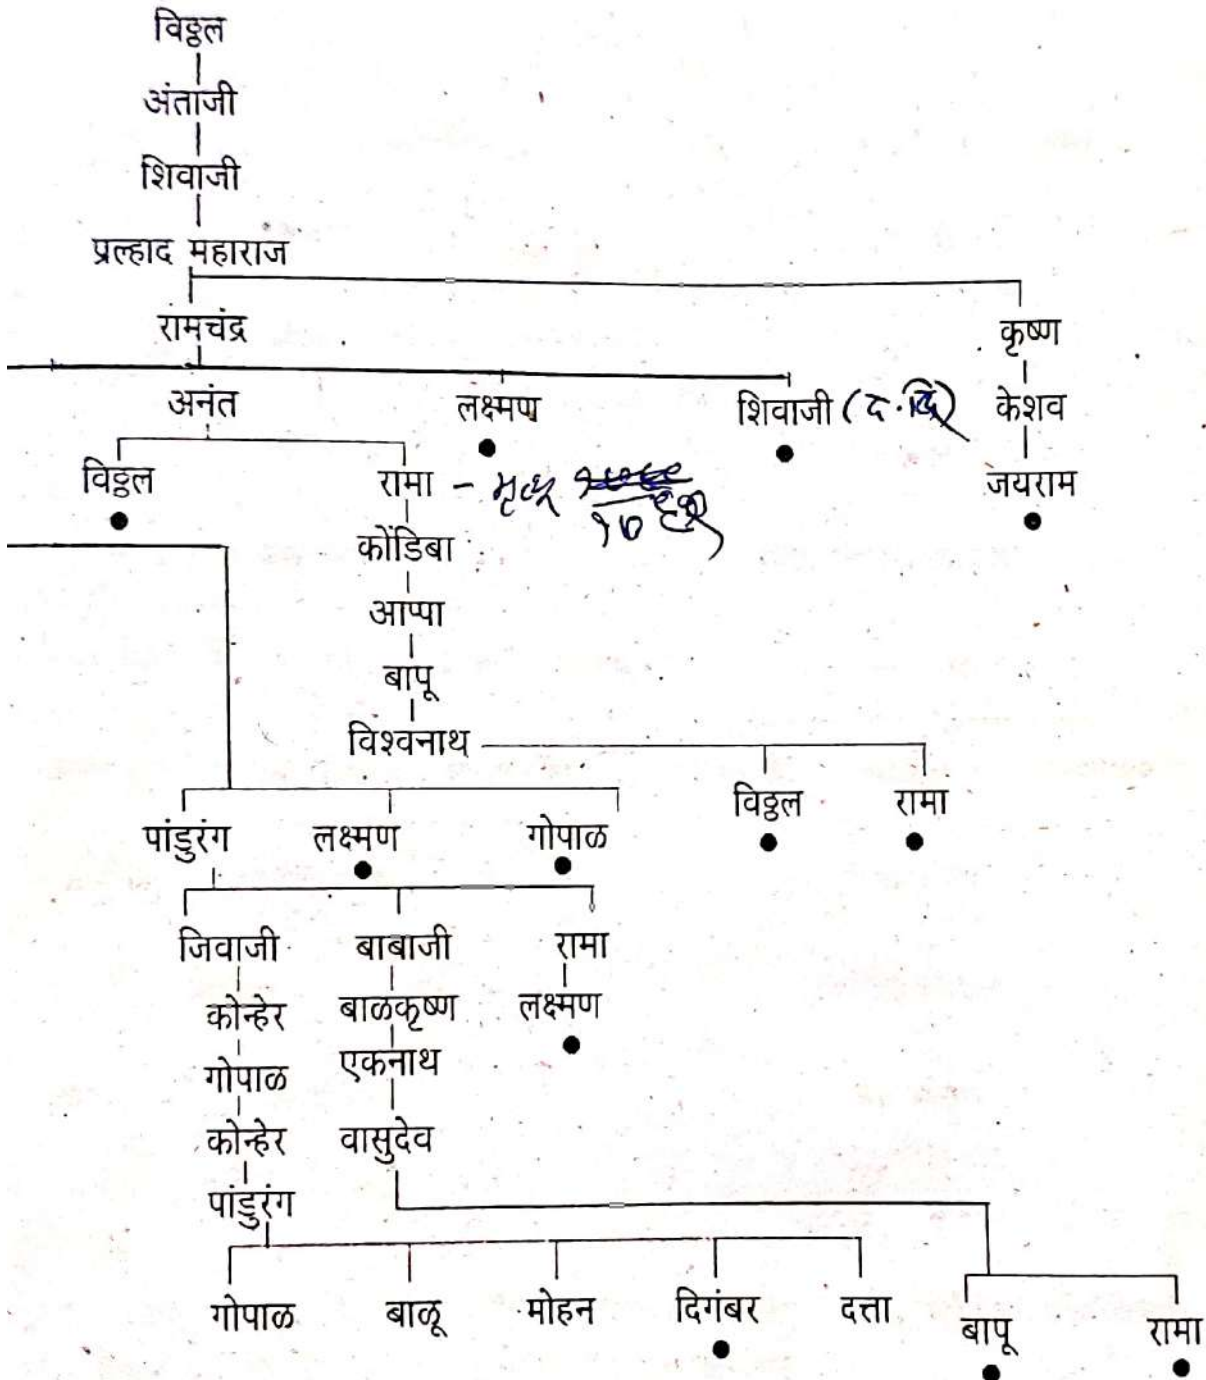 विठ्ठल
अंताजी
शिवाजी
प्रल्हाद महाराज
रामचंद्र कृष्ण
अनंत लक्ष्मण शिवाजी केशव
विठ्ठल रामा - मृत्यू जयराम
कोंडिबा
आप्पा
बापू
विश्वनाथ
विठ्ठल रामा
पांडुरंग लक्ष्मण गोपाळ
जिवाजी बाबाजी रामा
कोन्हेर बाळकृष्ण लक्ष्मण
गोपाळ एकनाथ
कोन्हेर वासुदेव
पांडुरंग
गोपाळ बाळू मोहन दिगंबर दत्ता बापू रामा